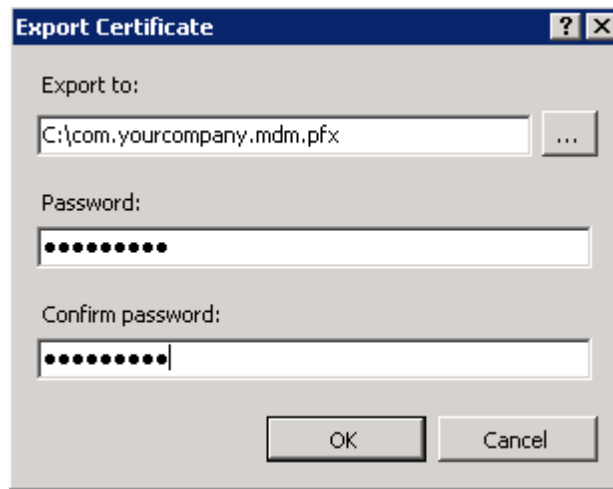 Export Certificate
Export to:
C:\com.yourcompany.mdm.pfx
...
Password:
●●●●●●●●●
Confirm password:
●●●●●●●●●
OK
Cancel